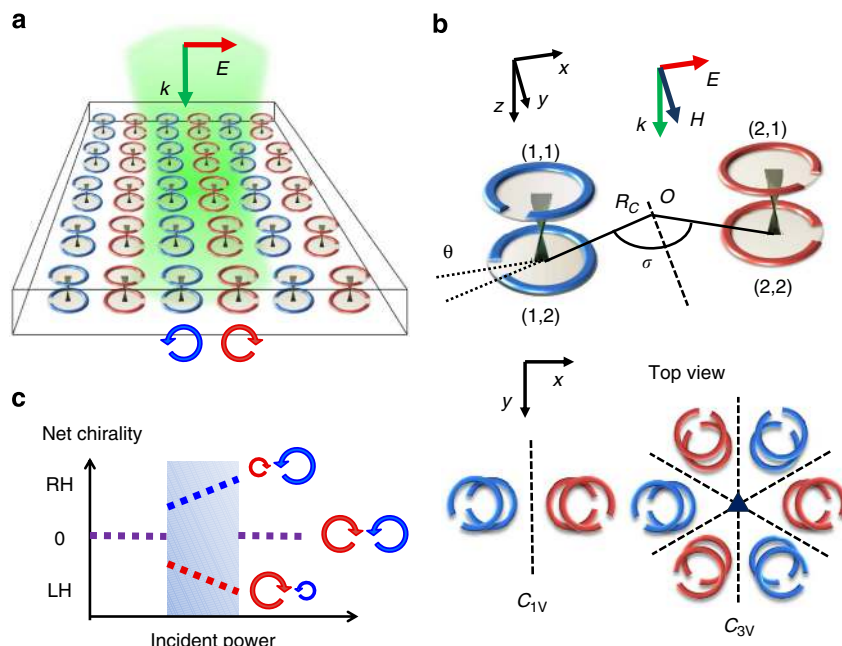 a
E
k
b
x
y
z
E
H
k
(1,1)
(2,1)
R_C
O
θ
σ
(1,2)
(2,2)
c
Net chirality
RH
0
LH
Incident power
x
y
Top view
C_1V
C_3V